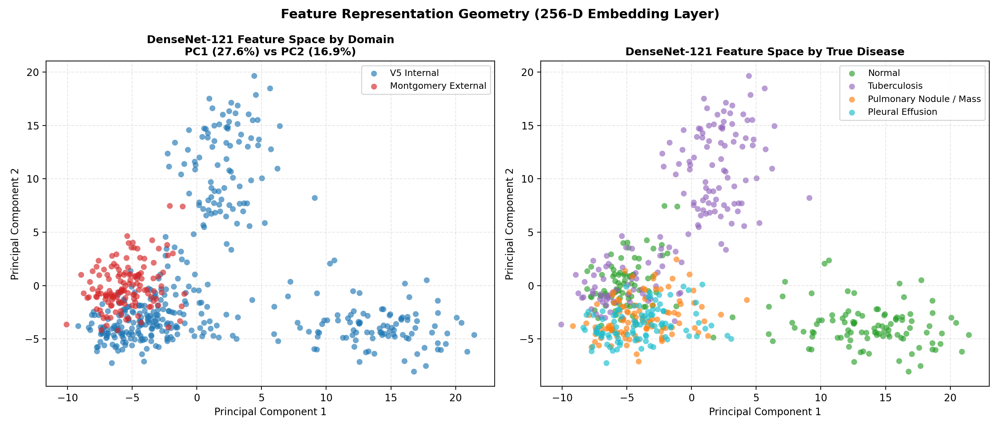 Feature Representation Geometry (256-D Embedding Layer)
DenseNet-121 Feature Space by Domain
PC1 (27.6%) vs PC2 (16.9%)
V5 Internal
Montgomery External
20
15
10
5
0
−5
Principal Component 2
−10
−5
0
5
10
15
20
Principal Component 1
DenseNet-121 Feature Space by True Disease
Normal
Tuberculosis
Pulmonary Nodule / Mass
Pleural Effusion
20
15
10
5
0
−5
Principal Component 2
−10
−5
0
5
10
15
20
Principal Component 1